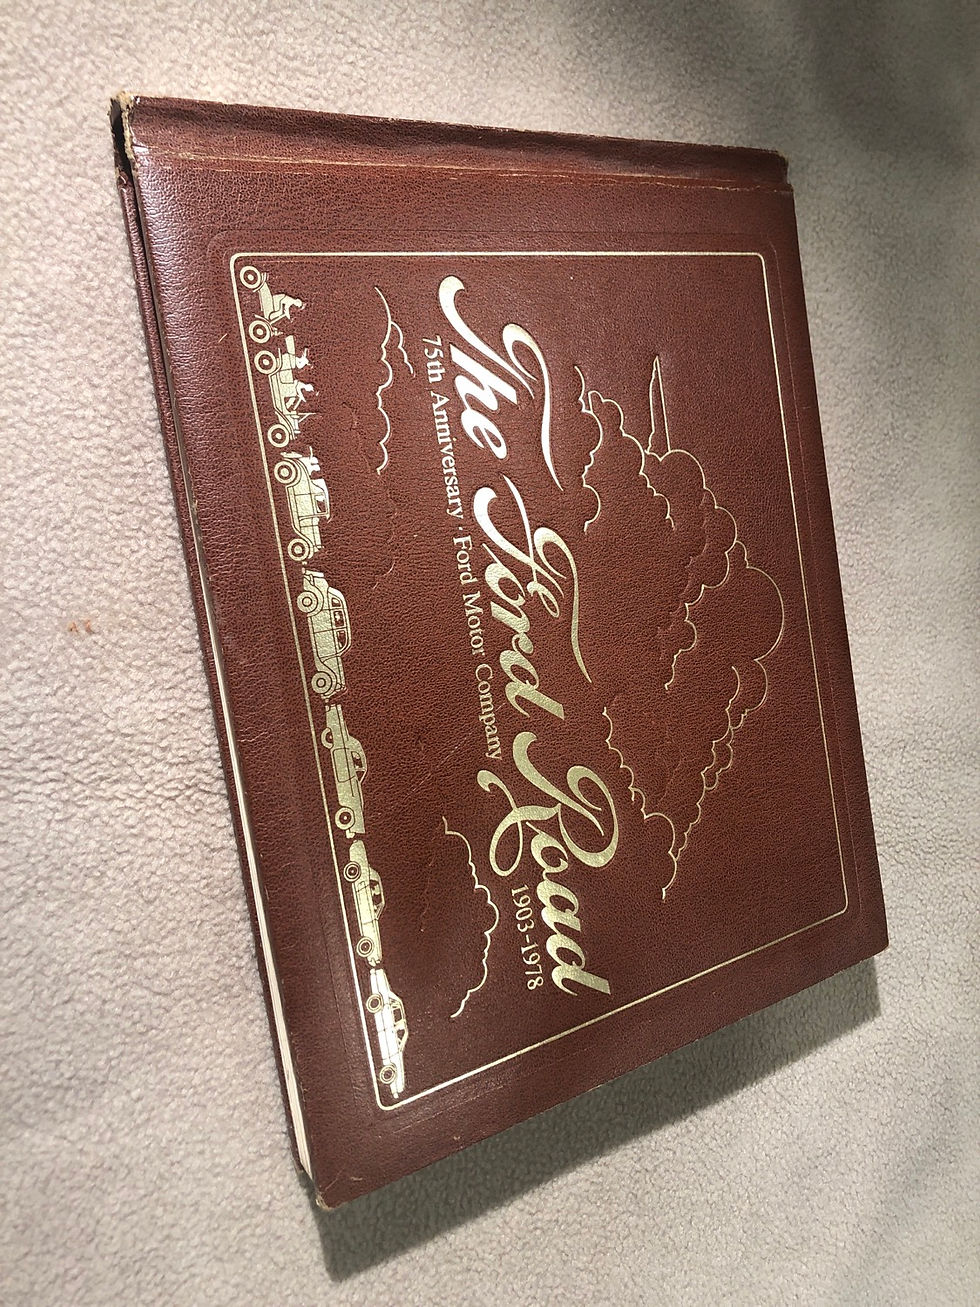 The Ford Road
75th Anniversary · Ford Motor Company
1903-1978